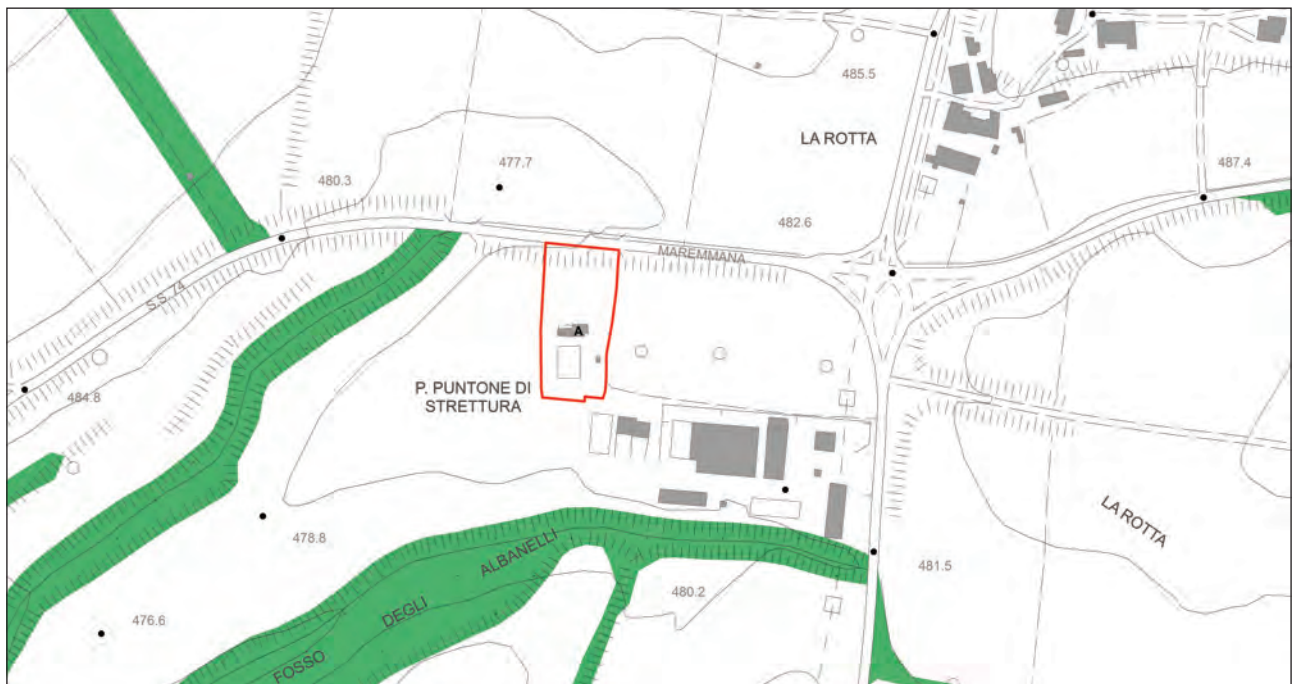 485.5
LA ROTTA
477.7
480.3
487.4
482.6
MAREMMANA
S.S. 74
A
P. PUNTONE DI
STRETTURA
484.8
LA ROTTA
478.8
ALBANELLI
DEGLI
FOSSO
481.5
480.2
476.6